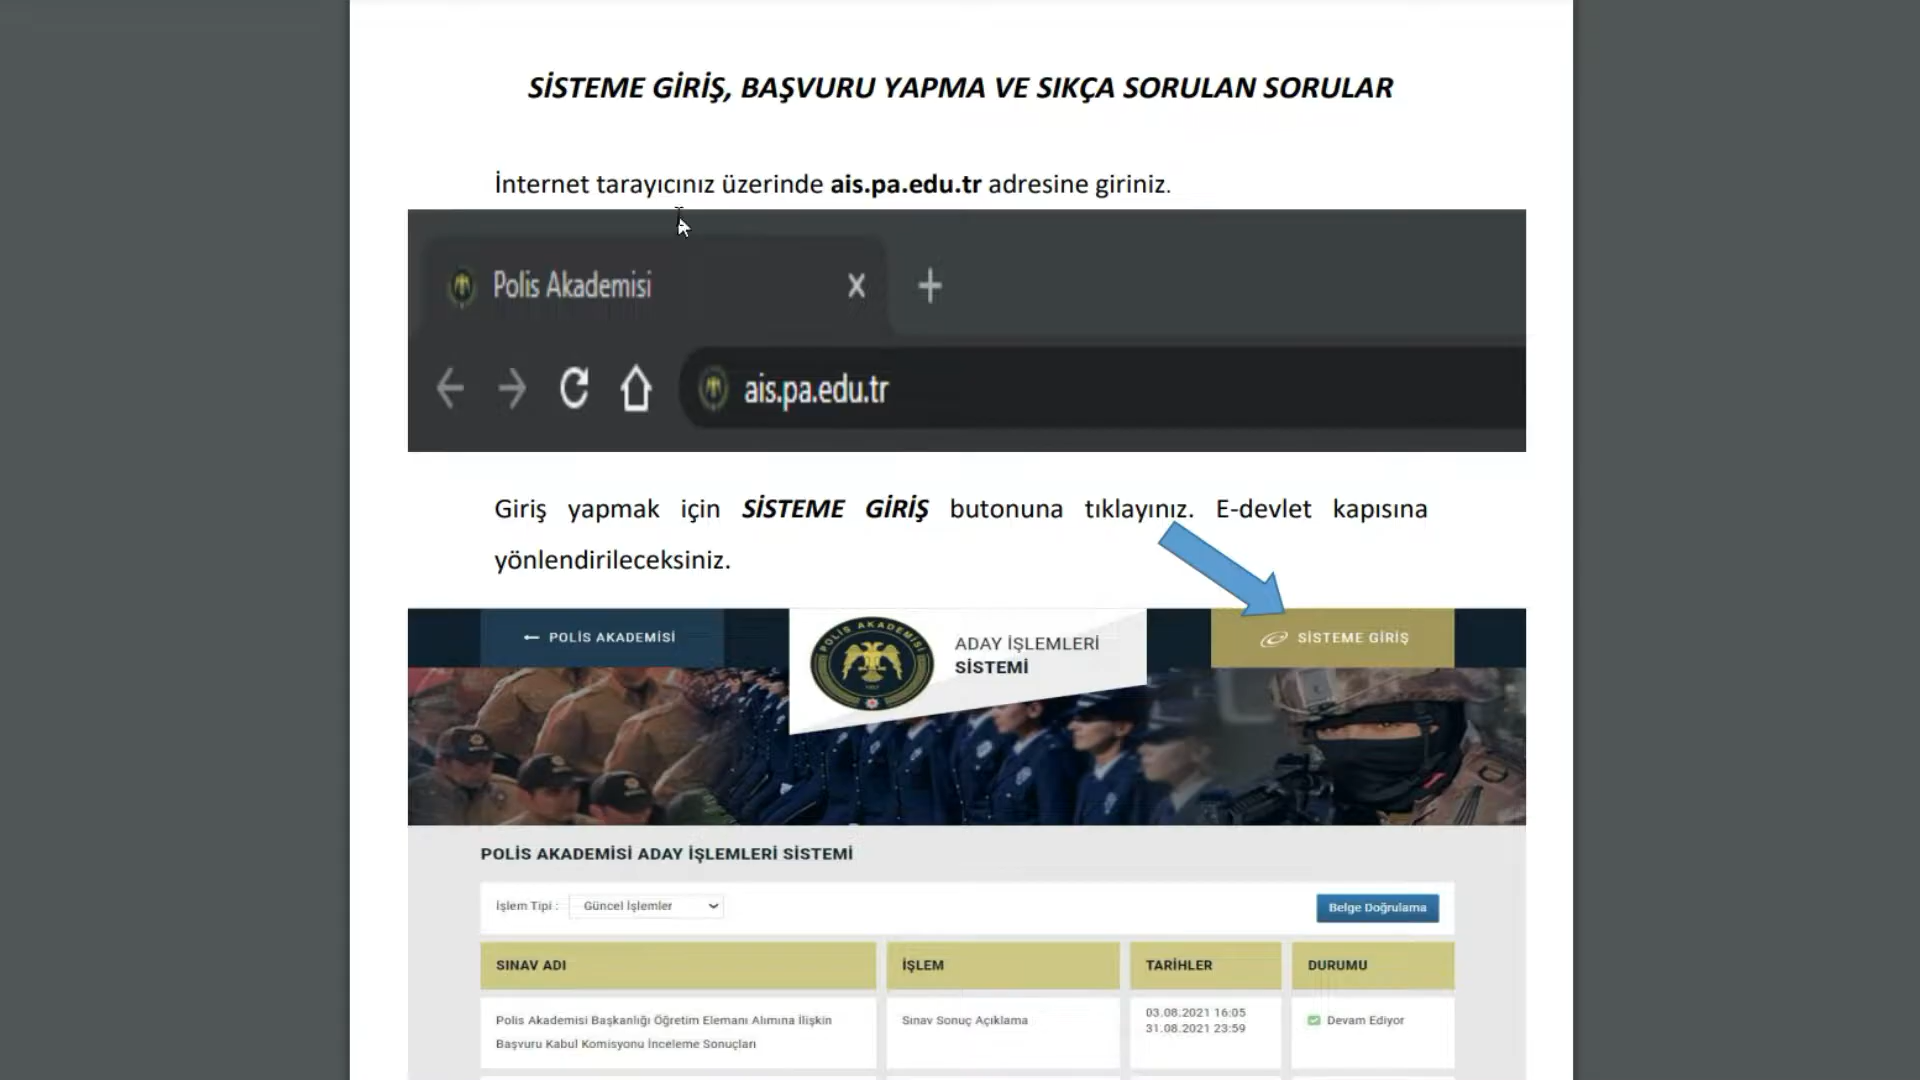 SİSTEME GİRİŞ, BAŞVURU YAPMA VE SIKÇA SORULAN SORULAR
İnternet tarayıcınız üzerinde ais.pa.edu.tr adresine giriniz.
Polis Akademisi
ais.pa.edu.tr
Giriş yapmak için SİSTEME GİRİŞ butonuna tıklayınız. E-devlet kapısına
yönlendirileceksiniz.
POLİS AKADEMİSİ
POLİS AKADEMİSİ
ADAY İŞLEMLERİ
SİSTEMİ
SİSTEME GİRİŞ
POLİS AKADEMİSİ ADAY İŞLEMLERİ SİSTEMİ
İşlem Tipi : Güncel İşlemler
Belge Doğrulama
SINAV ADI İŞLEM TARİHLER DURUMU
Polis Akademisi Başkanlığı Öğretim Elemanı Alımına İlişkin
Başvuru Kabul Komisyonu İnceleme Sonuçları
Sınav Sonuç Açıklama
03.08.2021 16:05
31.08.2021 23:59
Devam Ediyor